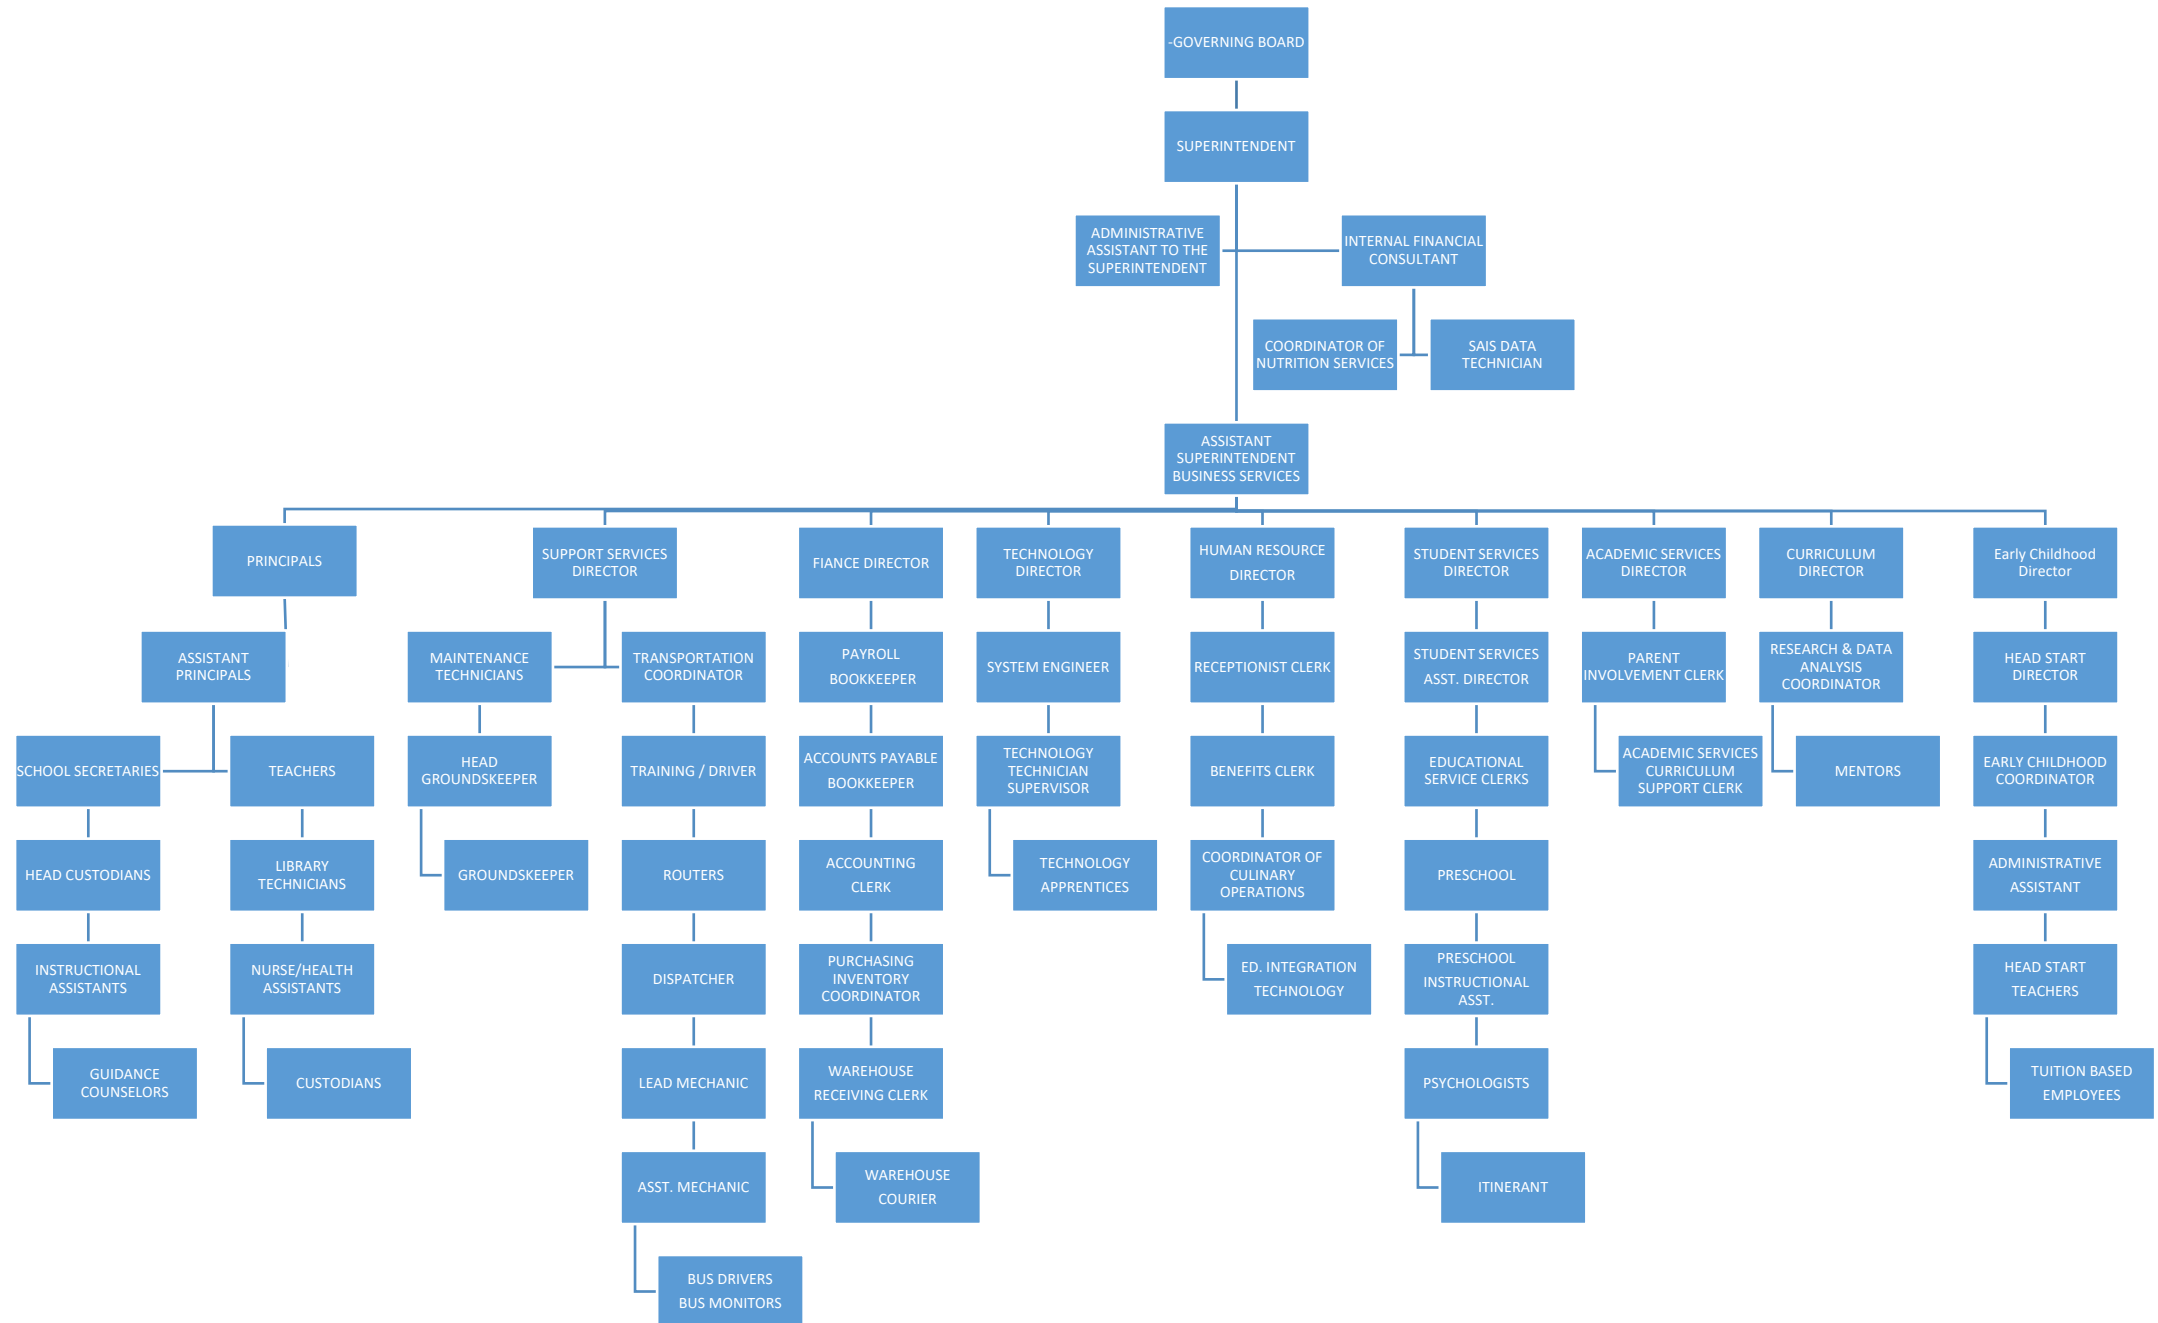 -GOVERNING BOARD
SUPERINTENDENT
ADMINISTRATIVE
ASSISTANT TO THE
SUPERINTENDENT
INTERNAL FINANCIAL
CONSULTANT
COORDINATOR OF
NUTRITION SERVICES
SAIS DATA
TECHNICIAN
ASSISTANT
SUPERINTENDENT
BUSINESS SERVICES
PRINCIPALS
SUPPORT SERVICES
DIRECTOR
FIANCE DIRECTOR
TECHNOLOGY
DIRECTOR
HUMAN RESOURCE
DIRECTOR
STUDENT SERVICES
DIRECTOR
ACADEMIC SERVICES
DIRECTOR
CURRICULUM
DIRECTOR
Early Childhood
Director
ASSISTANT
PRINCIPALS
MAINTENANCE
TECHNICIANS
TRANSPORTATION
COORDINATOR
PAYROLL
BOOKKEEPER
SYSTEM ENGINEER
RECEPTIONIST CLERK
STUDENT SERVICES
ASST. DIRECTOR
PARENT
INVOLVEMENT CLERK
RESEARCH & DATA
ANALYSIS
COORDINATOR
HEAD START
DIRECTOR
SCHOOL SECRETARIES
TEACHERS
HEAD
GROUNDSKEEPER
TRAINING / DRIVER
ACCOUNTS PAYABLE
BOOKKEEPER
TECHNOLOGY
TECHNICIAN
SUPERVISOR
BENEFITS CLERK
EDUCATIONAL
SERVICE CLERKS
ACADEMIC SERVICES
CURRICULUM
SUPPORT CLERK
MENTORS
EARLY CHILDHOOD
COORDINATOR
HEAD CUSTODIANS
LIBRARY
TECHNICIANS
GROUNDSKEEPER
ROUTERS
ACCOUNTING
CLERK
TECHNOLOGY
APPRENTICES
COORDINATOR OF
CULINARY
OPERATIONS
PRESCHOOL
ADMINISTRATIVE
ASSISTANT
INSTRUCTIONAL
ASSISTANTS
NURSE/HEALTH
ASSISTANTS
DISPATCHER
PURCHASING
INVENTORY
COORDINATOR
ED. INTEGRATION
TECHNOLOGY
PRESCHOOL
INSTRUCTIONAL
ASST.
HEAD START
TEACHERS
GUIDANCE
COUNSELORS
CUSTODIANS
LEAD MECHANIC
WAREHOUSE
RECEIVING CLERK
PSYCHOLOGISTS
TUITION BASED
EMPLOYEES
ASST. MECHANIC
WAREHOUSE
COURIER
ITINERANT
BUS DRIVERS
BUS MONITORS